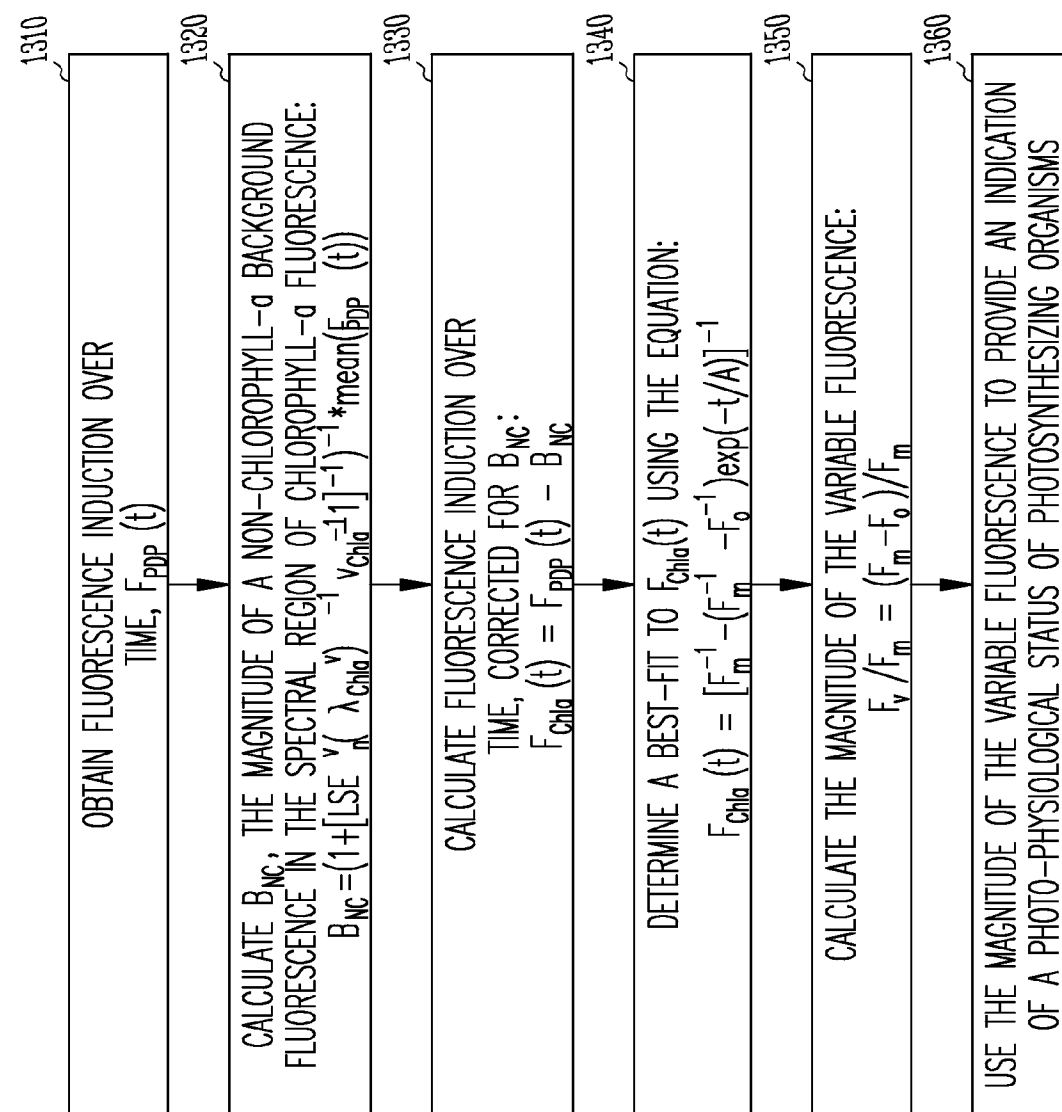 1310
OBTAIN FLUORESCENCE INDUCTION OVER
TIME, F_PDP (t)
1320
CALCULATE B_NC, THE MAGNITUDE OF A NON-CHLOROPHYLL-a BACKGROUND
FLUORESCENCE IN THE SPECTRAL REGION OF CHLOROPHYLL-a FLUORESCENCE:
B_NC =(1+[LSE^v_n( λ_Chla^v)^-1 v_Chla^-1 1]^-1)^-1*mean(F_PDP (t))
1330
CALCULATE FLUORESCENCE INDUCTION OVER
TIME, CORRECTED FOR B_NC:
F_Chla (t) = F_PDP (t) - B_NC
1340
DETERMINE A BEST-FIT TO F_Chla(t) USING THE EQUATION:
F_Chla (t) = [F_m^-1 -(F_m^-1 -F_o^-1)exp(-t/A)]^-1
1350
CALCULATE THE MAGNITUDE OF THE VARIABLE FLUORESCENCE:
F_v /F_m = (F_m -F_o)/F_m
1360
USE THE MAGNITUDE OF THE VARIABLE FLUORESCENCE TO PROVIDE AN INDICATION
OF A PHOTO-PHYSIOLOGICAL STATUS OF PHOTOSYNTHESIZING ORGANISMS